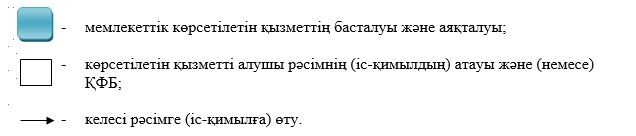 - мемлекеттік көрсетілетін қызметтің басталуы және аяқталуы;
- көрсетілетін қызметті алушы рәсімнің (іс-қимылдың) атауы және (немесе)
ҚФБ;
- келесі рәсімге (іс-қимылға) өту.